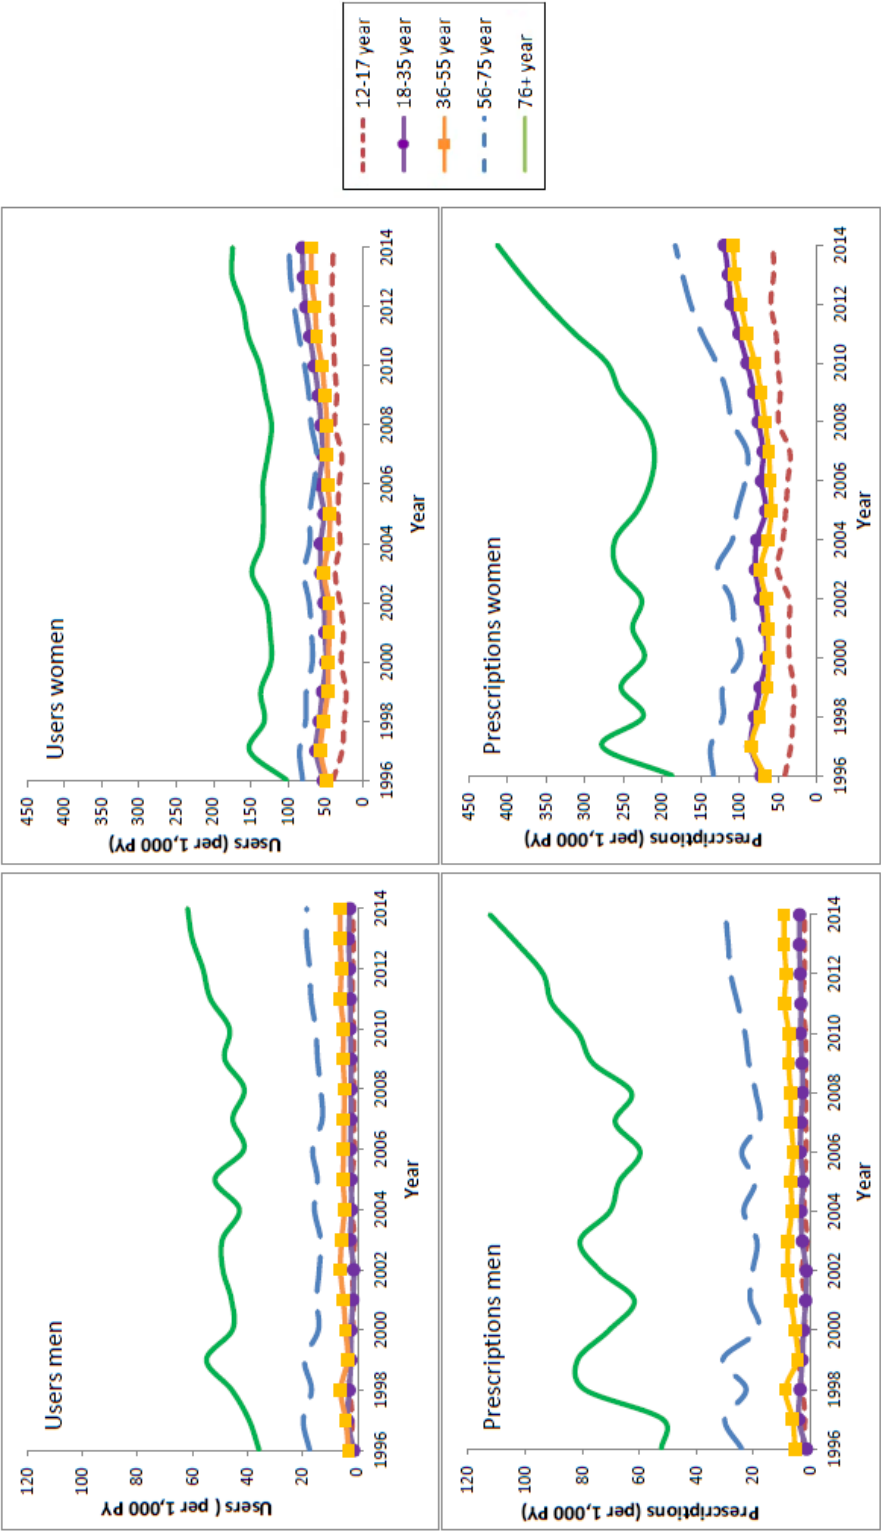 Users men
Users ( per 1,000 PY)
120
100
80
60
40
20
0
1996 1998 2000 2002 2004 2006 2008 2010 2012 2014
Year
Users women
Users (per 1,000 PY)
450
400
350
300
250
200
150
100
50
0
1996 1998 2000 2002 2004 2006 2008 2010 2012 2014
Year
Prescriptions men
Prescriptions (per 1,000 PY)
120
100
80
60
40
20
0
1996 1998 2000 2002 2004 2006 2008 2010 2012 2014
Year
Prescriptions women
Prescriptions (per 1,000 PY)
450
400
350
300
250
200
150
100
50
0
1996 1998 2000 2002 2004 2006 2008 2010 2012 2014
Year
12-17 year
18-35 year
36-55 year
56-75 year
76+ year